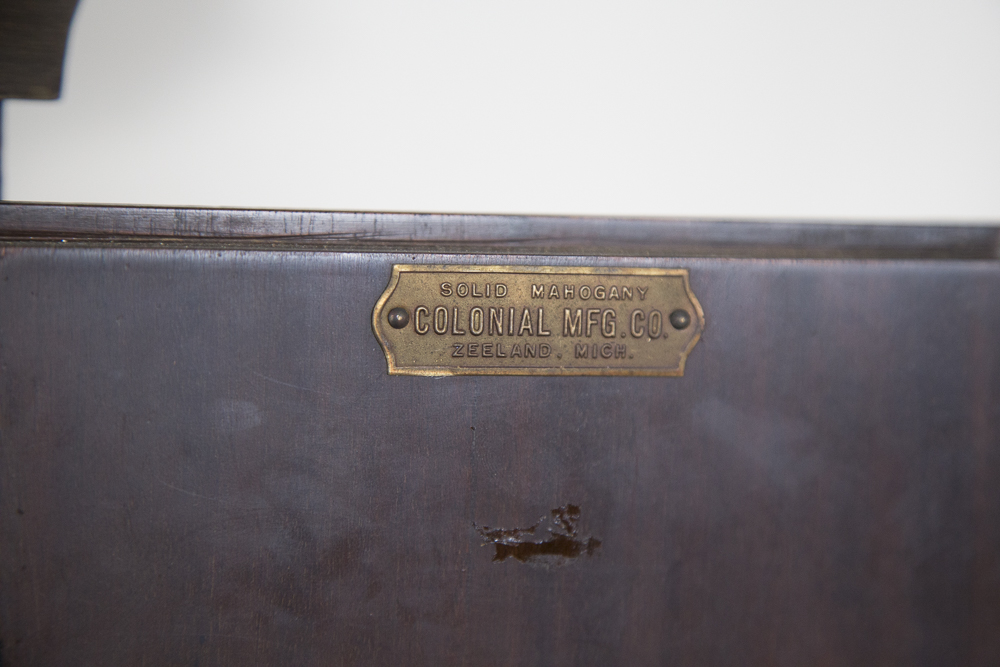 SOLID MAHOGANY
COLONIAL MFG. CO.
ZEELAND, MICH.